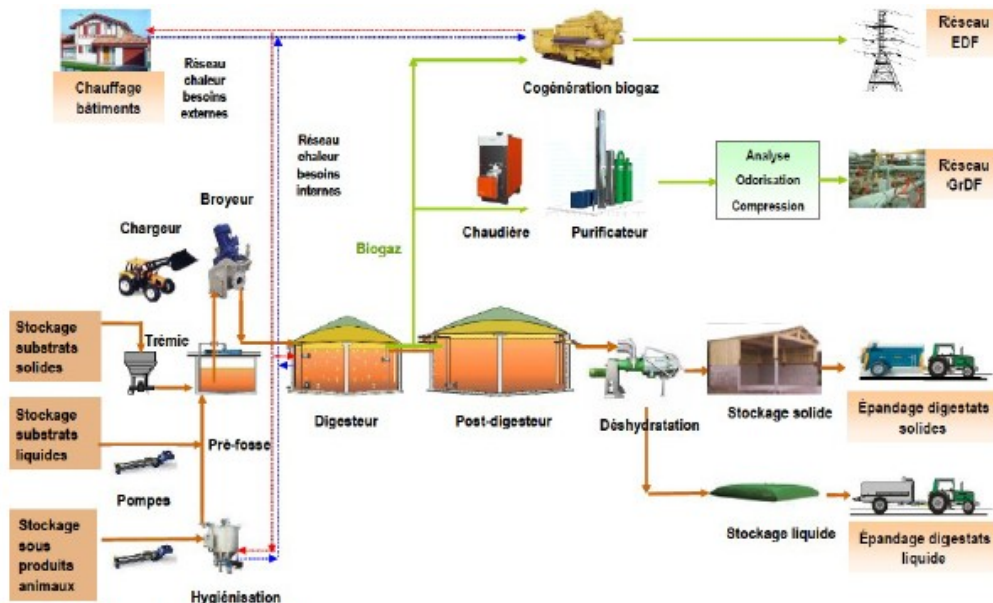 Chauffage
bâtiments
Réseau
chaleur
besoins
externes
Cogénération biogaz
Réseau
EDF
Réseau
chaleur
besoins
internes
Chaudière
Purificateur
Analyse
Odorisation
Compression
Réseau
GrDF
Broyeur
Chargeur
Biogaz
Stockage
substrats
solides
Trémie
Stockage
substrats
liquides
Pré-fosse
Pompes
Stockage
sous
produits
animaux
Hygiénisation
Digesteur
Post-digesteur
Déshydratation
Stockage solide
Épandage digestats
solides
Stockage liquide
Épandage digestats
liquide